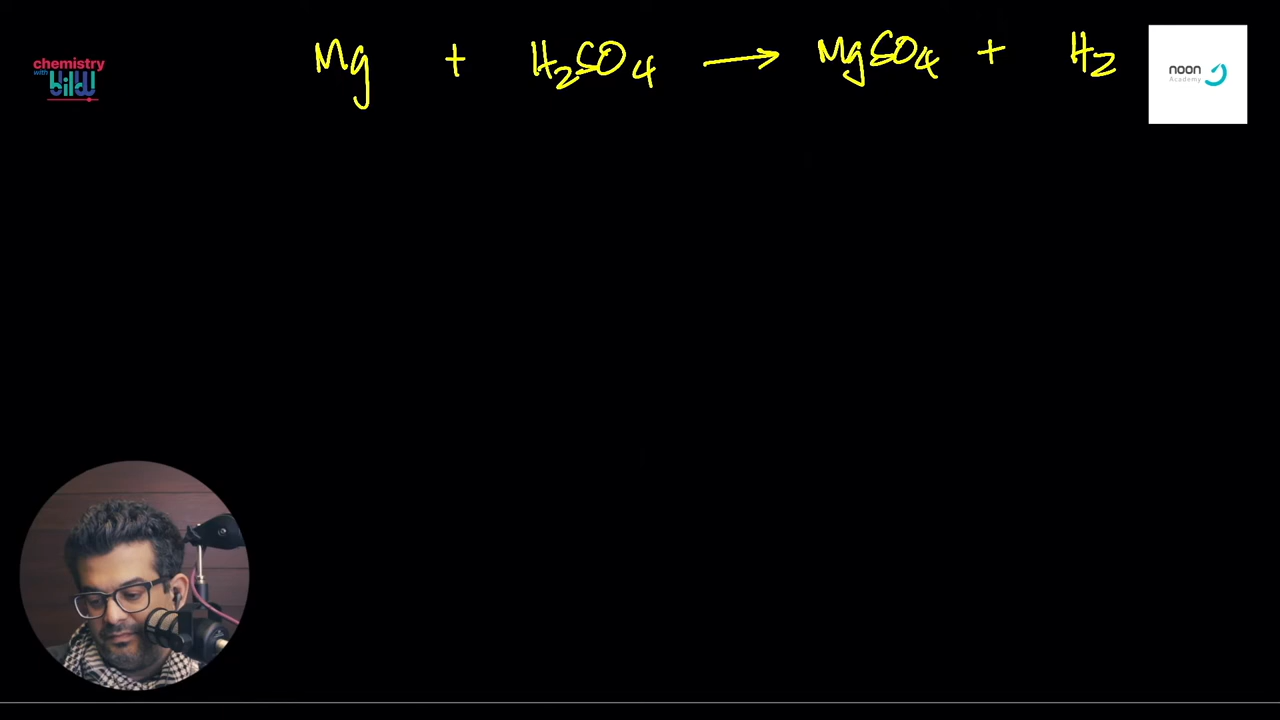 Mg + H₂SO₄ → MgSO₄ + H₂
chemistry
with bilal
noon
Academy